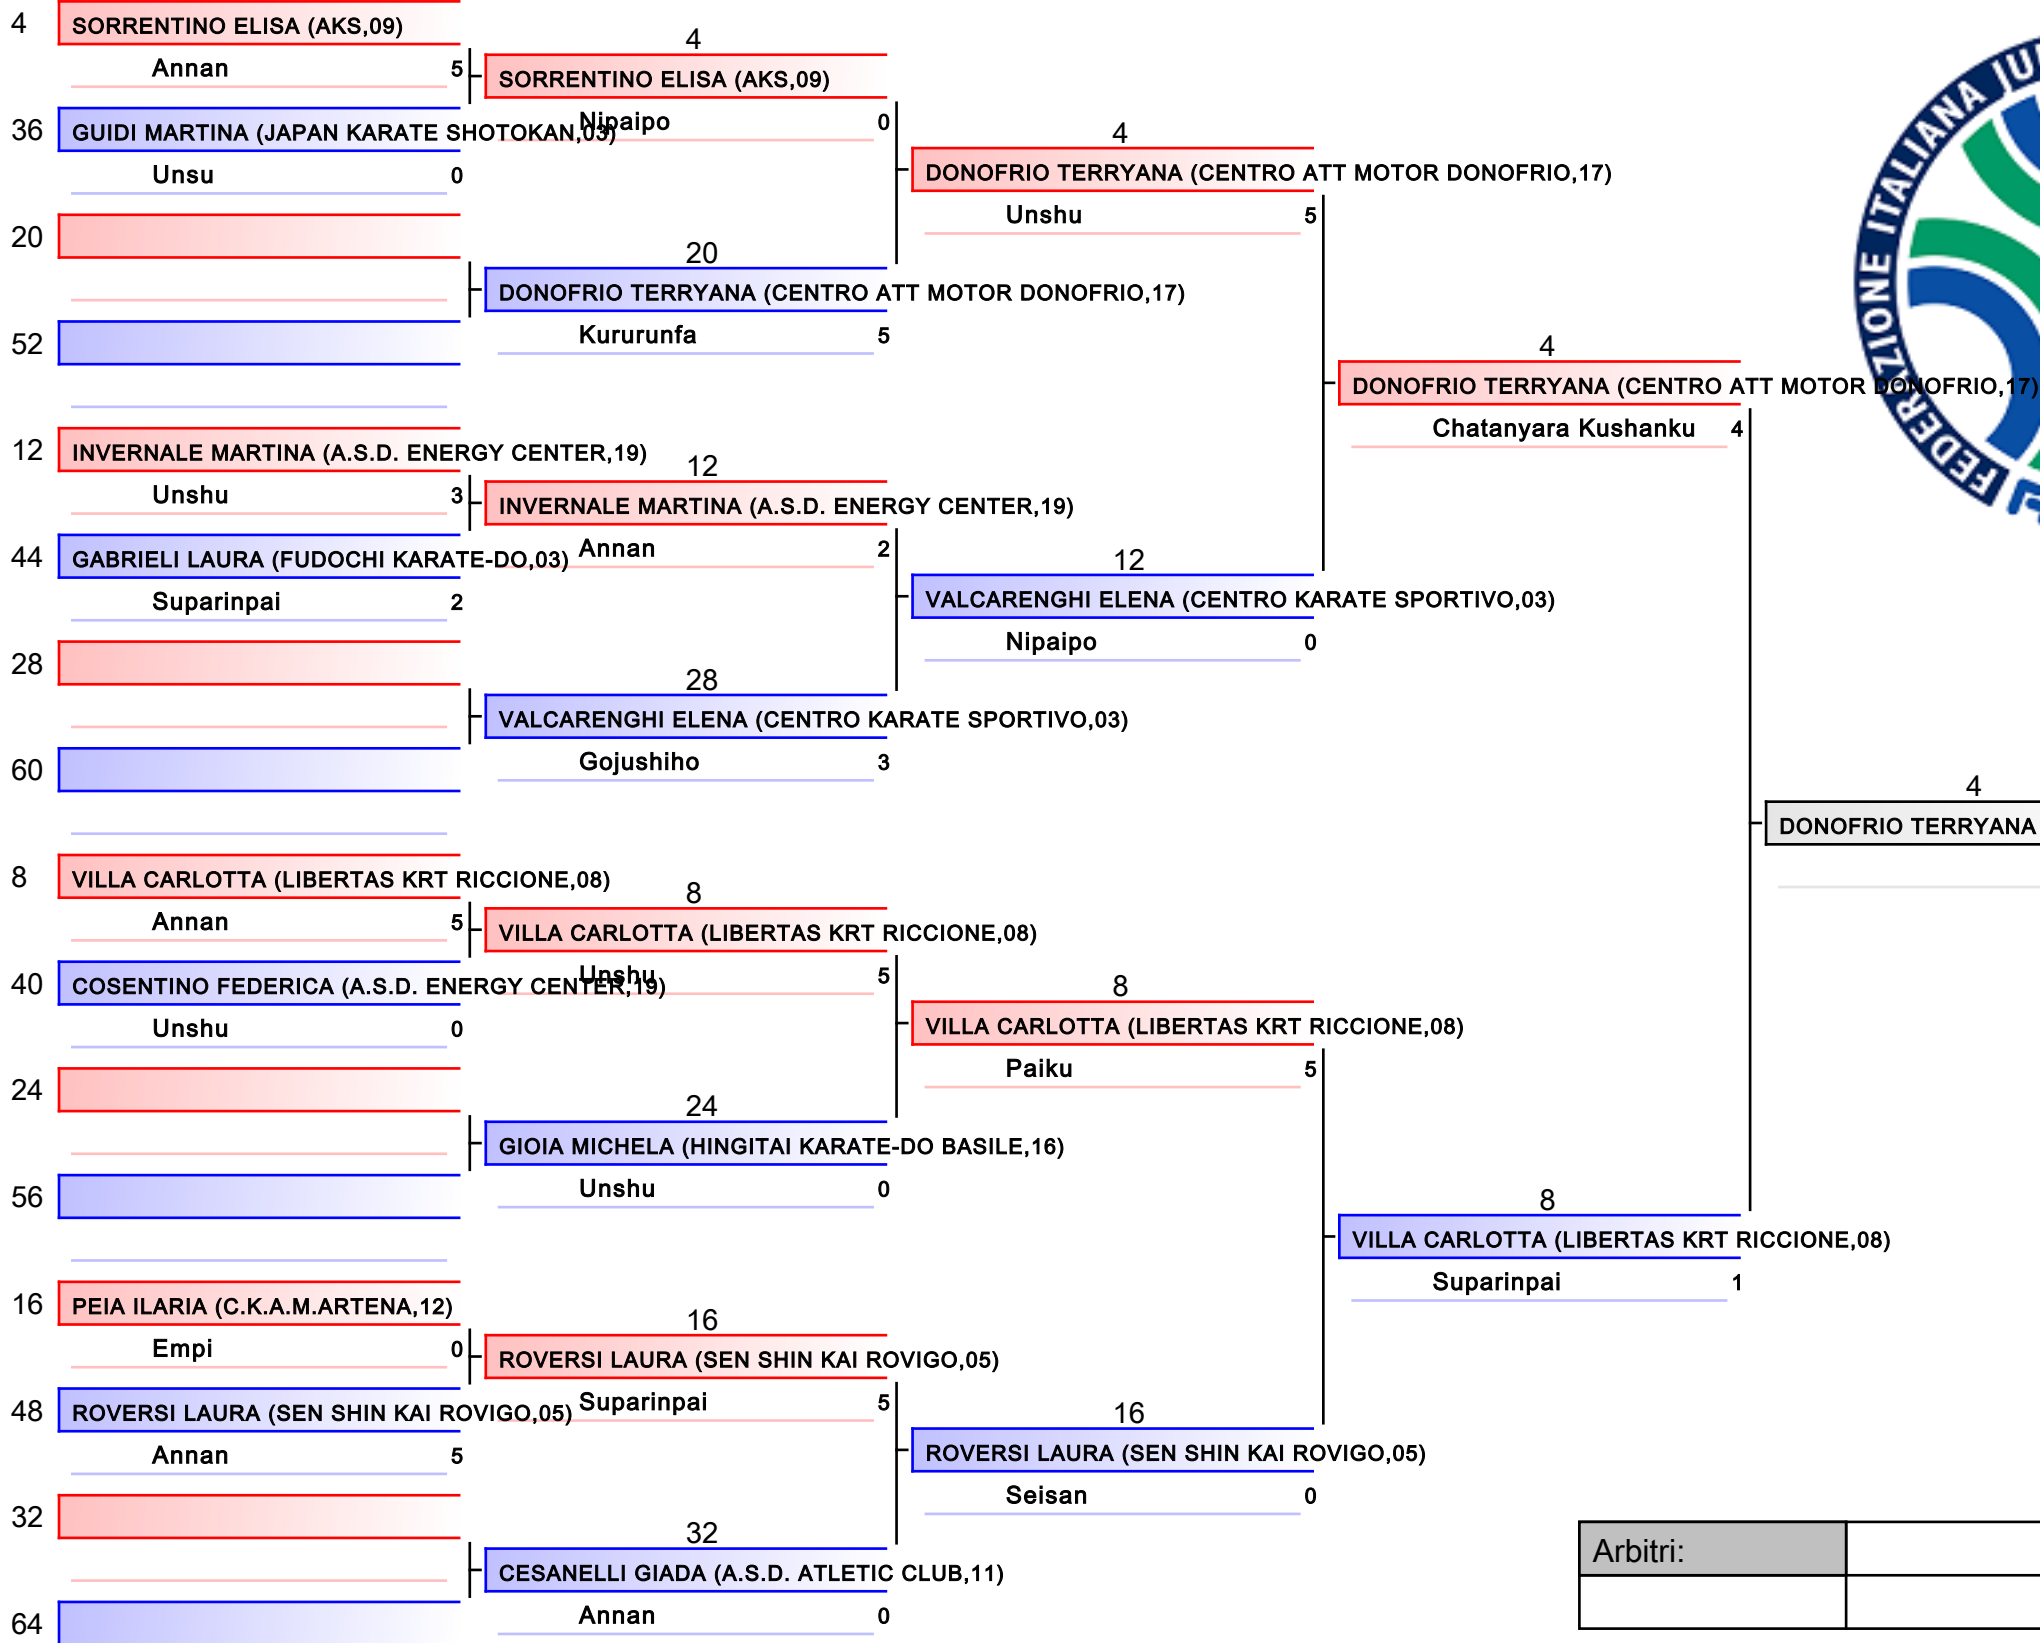 4 SORRENTINO ELISA (AKS,09)
Annan 5
36 GUIDI MARTINA (JAPAN KARATE SHOTOKAN,03)
Unsu 0
20
52
12 INVERNALE MARTINA (A.S.D. ENERGY CENTER,19)
Unshu 3
44 GABRIELI LAURA (FUDOCHI KARATE-DO,03)
Suparinpai 2
28
60
8 VILLA CARLOTTA (LIBERTAS KRT RICCIONE,08)
Annan 5
40 COSENTINO FEDERICA (A.S.D. ENERGY CENTER,19)
Unshu 0
24
56
16 PEIA ILARIA (C.K.A.M.ARTENA,12)
Empi 0
48 ROVERSI LAURA (SEN SHIN KAI ROVIGO,05)
Annan 5
32
64
4
SORRENTINO ELISA (AKS,09)
Nipaipo 0
20
DONOFRIO TERRYANA (CENTRO ATT MOTOR DONOFRIO,17)
Kururunfa 5
12
INVERNALE MARTINA (A.S.D. ENERGY CENTER,19)
Annan 2
28
VALCARENGHI ELENA (CENTRO KARATE SPORTIVO,03)
Gojushiho 3
8
VILLA CARLOTTA (LIBERTAS KRT RICCIONE,08)
Unshu 5
24
GIOIA MICHELA (HINGITAI KARATE-DO BASILE,16)
Unshu 0
16
ROVERSI LAURA (SEN SHIN KAI ROVIGO,05)
Suparinpai 5
32
CESANELLI GIADA (A.S.D. ATLETIC CLUB,11)
Annan 0
4
DONOFRIO TERRYANA (CENTRO ATT MOTOR DONOFRIO,17)
Unshu 5
12
VALCARENGHI ELENA (CENTRO KARATE SPORTIVO,03)
Nipaipo 0
8
VILLA CARLOTTA (LIBERTAS KRT RICCIONE,08)
Paiku 5
16
ROVERSI LAURA (SEN SHIN KAI ROVIGO,05)
Seisan 0
4
DONOFRIO TERRYANA (CENTRO ATT MOTOR DONOFRIO,17)
Chatanyara Kushanku 4
8
VILLA CARLOTTA (LIBERTAS KRT RICCIONE,08)
Suparinpai 1
4
DONOFRIO TERRYANA
FEDERAZIONE ITALIANA JU
Arbitri: